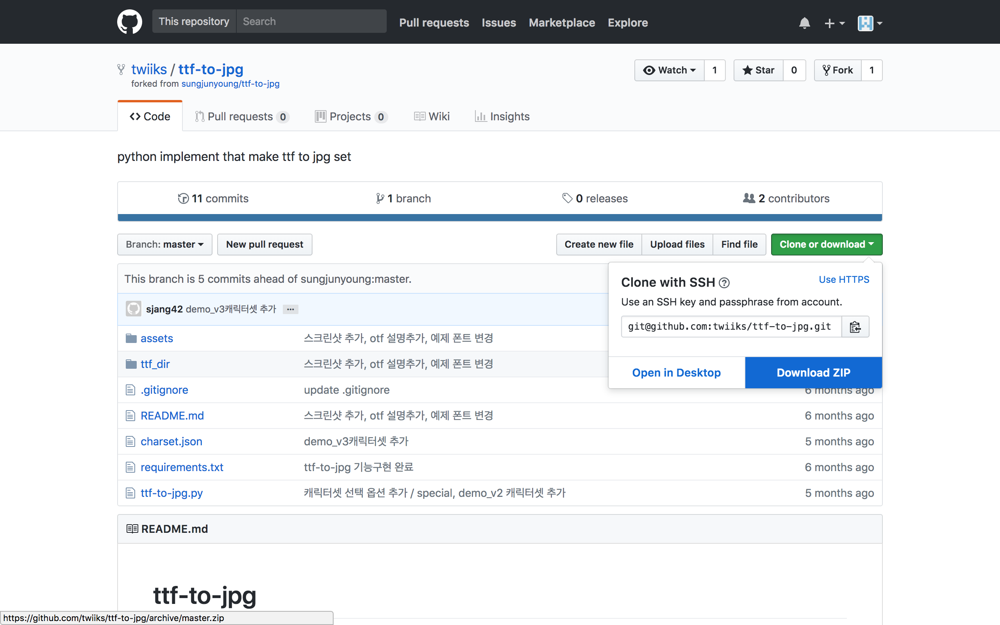 This repository Search Pull requests Issues Marketplace Explore
twiiks / ttf-to-jpg Watch 1 Star 0 Fork 1
forked from sungjunyoung/ttf-to-jpg
Code Pull requests 0 Projects 0 Wiki Insights
python implement that make ttf to jpg set
11 commits 1 branch 0 releases 2 contributors
Branch: master New pull request Create new file Upload files Find file Clone or download
This branch is 5 commits ahead of sungjunyoung:master.
Clone with SSH ? Use HTTPS
Use an SSH key and passphrase from account.
git@github.com:twiiks/ttf-to-jpg.git
Open in Desktop Download ZIP
sjang42 demo_v3캐릭터셋 추가 ...
assets 스크린샷 추가, otf 설명추가, 예제 폰트 변경
ttf_dir 스크린샷 추가, otf 설명추가, 예제 폰트 변경
.gitignore update .gitignore 6 months ago
README.md 스크린샷 추가, otf 설명추가, 예제 폰트 변경 6 months ago
charset.json demo_v3캐릭터셋 추가 5 months ago
requirements.txt ttf-to-jpg 기능구현 완료 6 months ago
ttf-to-jpg.py 캐릭터셋 선택 옵션 추가 / special, demo_v2 캐릭터셋 추가 5 months ago
README.md
ttf-to-jpg
https://github.com/twiiks/ttf-to-jpg/archive/master.zip